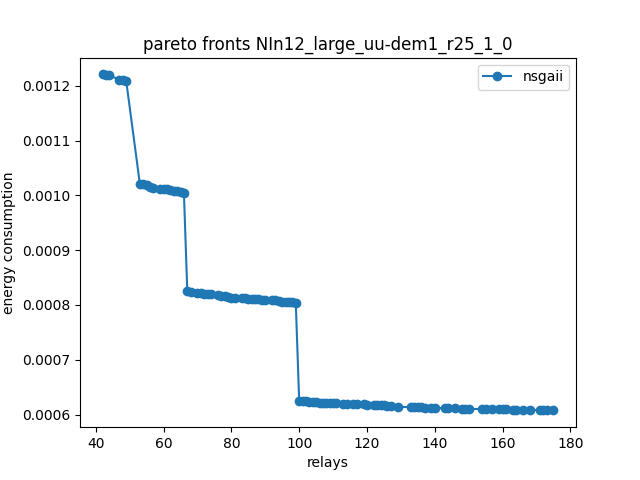 pareto fronts NIn12_large_uu-dem1_r25_1_0
nsgaii
0.0012
0.0011
0.0010
0.0009
0.0008
0.0007
0.0006
energy consumption
40 60 80 100 120 140 160 180
relays